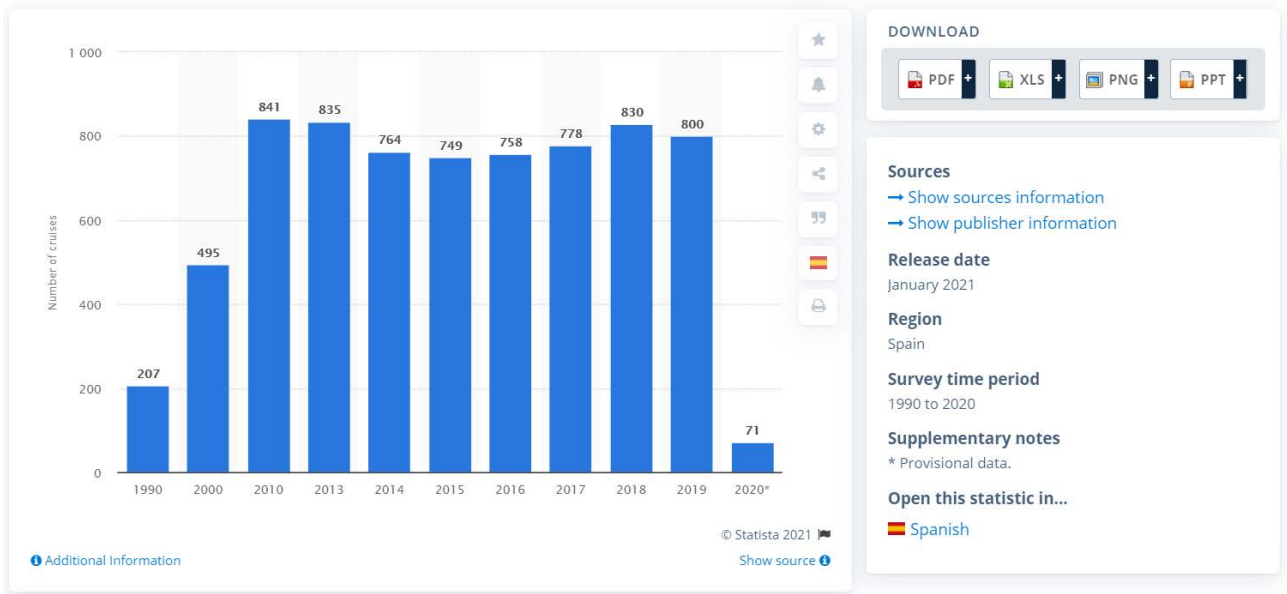 1 000
800
600
400
200
0
Number of cruises
207
495
841
835
764
749
758
778
830
800
71
1990
2000
2010
2013
2014
2015
2016
2017
2018
2019
2020*
© Statista 2021
Additional Information
Show source
DOWNLOAD
PDF +
XLS +
PNG +
PPT +
Sources
→ Show sources information
→ Show publisher information
Release date
January 2021
Region
Spain
Survey time period
1990 to 2020
Supplementary notes
* Provisional data.
Open this statistic in...
Spanish